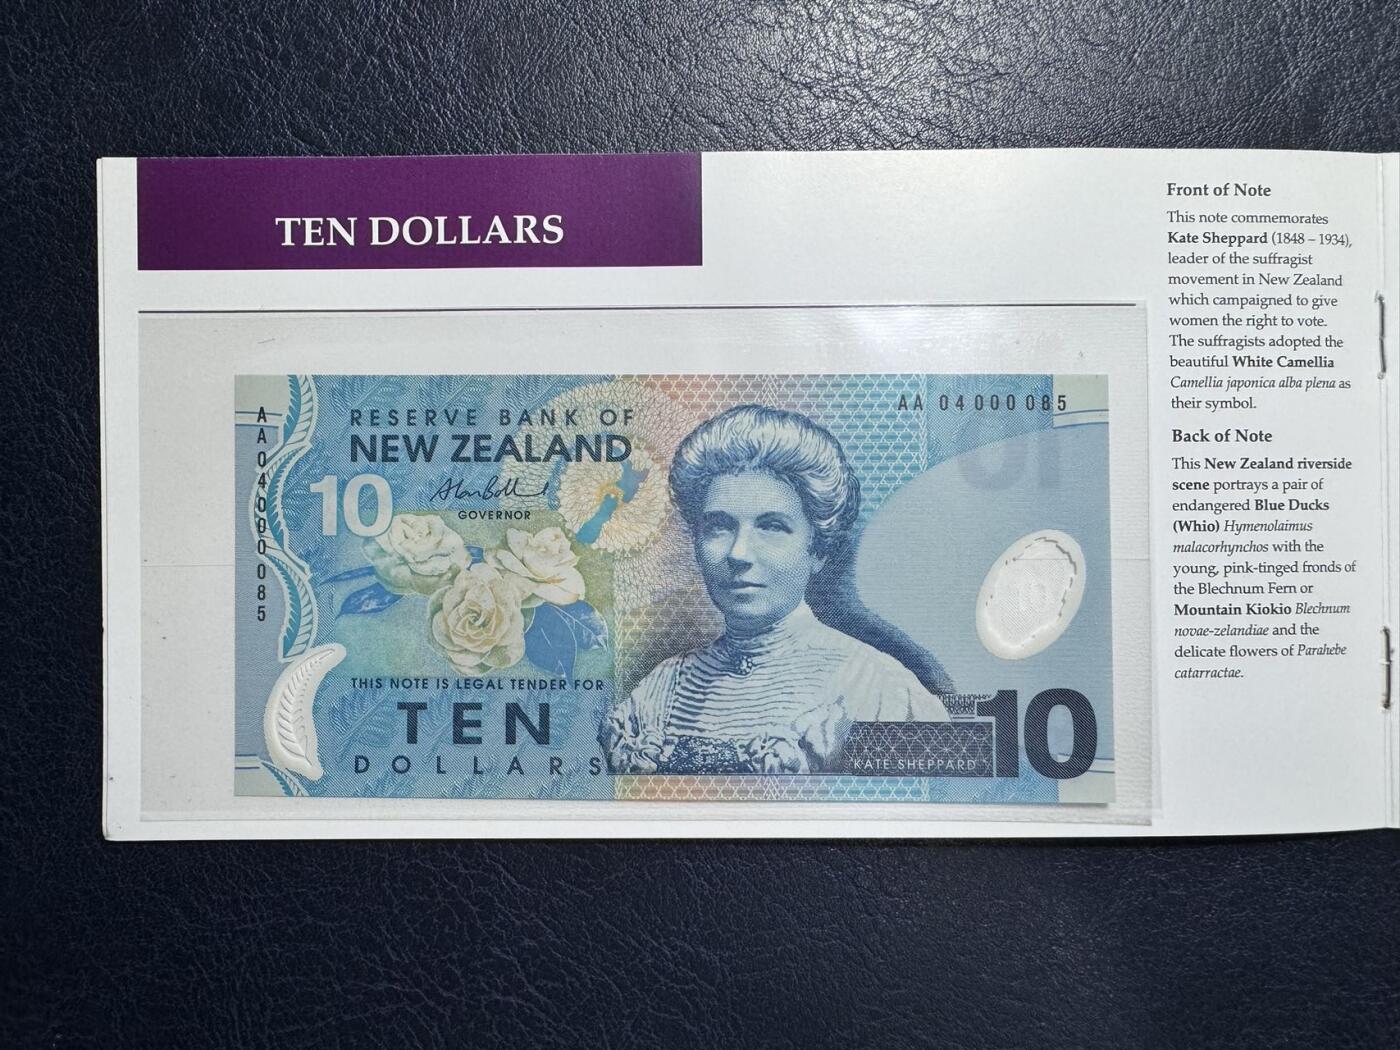 TEN DOLLARS
AA04000085
RESERVE BANK OF
NEW ZEALAND
10
GOVERNOR
THIS NOTE IS LEGAL TENDER FOR
TEN
DOLLARS
AA 04000085
10
10
KATE SHEPPARD
10
Front of Note
This note commemorates
Kate Sheppard (1848 – 1934),
leader of the suffragist
movement in New Zealand
which campaigned to give
women the right to vote.
The suffragists adopted the
beautiful White Camellia
Camellia japonica alba plena as
their symbol.
Back of Note
This New Zealand riverside
scene portrays a pair of
endangered Blue Ducks
(Whio) Hymenolaimus
malacorhynchos with the
young, pink-tinged fronds of
the Blechnum Fern or
Mountain Kiokio Blechnum
novae-zelandiae and the
delicate flowers of Parahebe
catarractae.